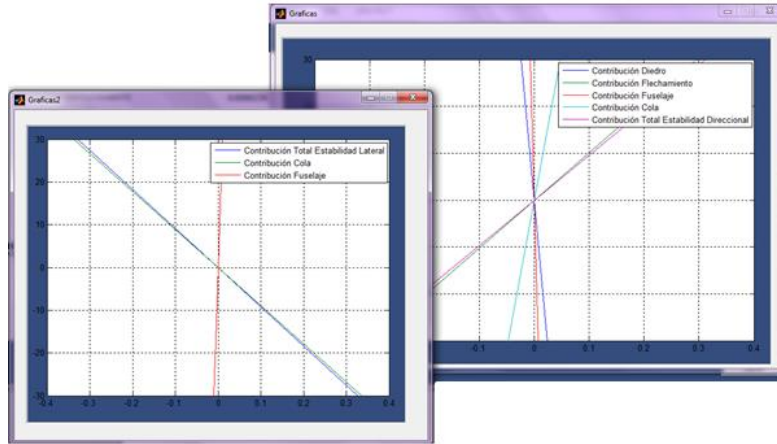 Graficas
30
Contribución Diedro
Contribución Flechamiento
Contribución Fuselaje
Contribución Cola
Contribución Total Estabilidad Direccional
-0.1
0
0.1
0.2
0.3
0.4
Graficas2
30
20
10
0
-10
-20
-30
Contribución Total Estabilidad Lateral
Contribución Cola
Contribución Fuselaje
-0.4
-0.3
-0.2
-0.1
0
0.1
0.2
0.3
0.4